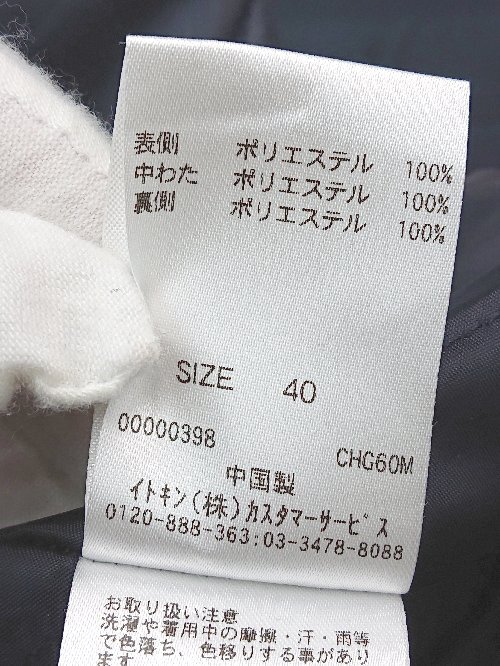 表側 ポリエステル 100%
中わた ポリエステル 100%
裏側 ポリエステル 100%
SIZE 40
00000398 CHG60M
中国製
イトキン(株)カスタマーサービス
0120-888-363:03-3478-8088
お取り扱い注意
洗濯や着用中の摩擦・汗・雨等
で色落ち、色移りする事があり
ます